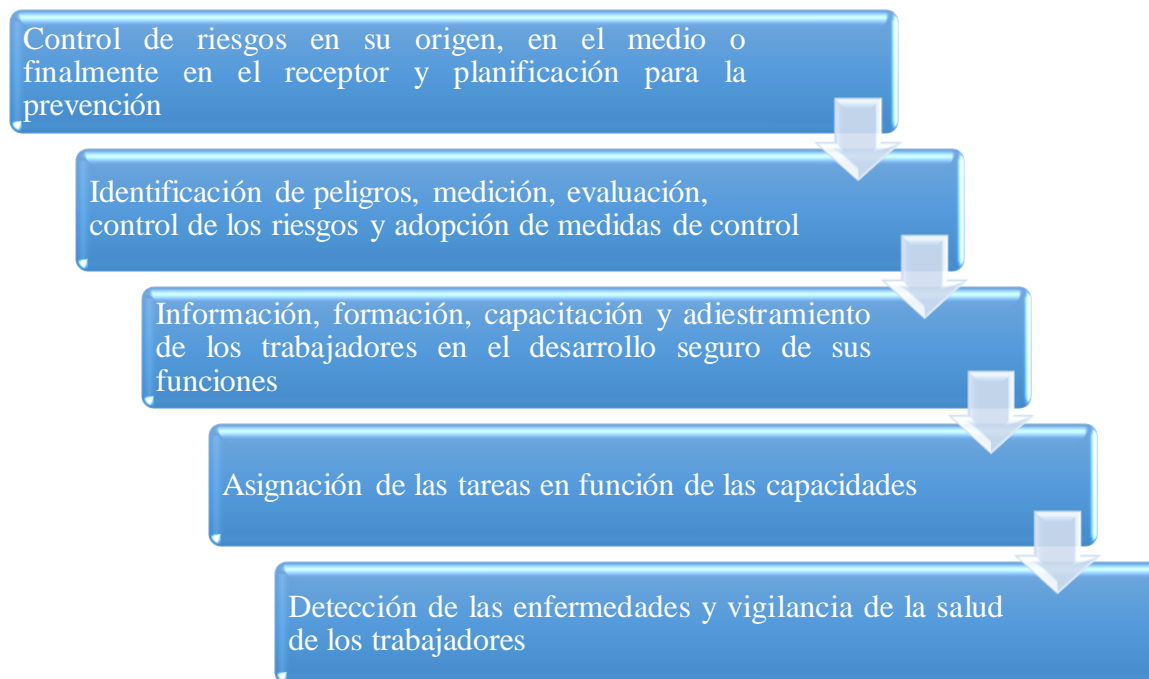 Control de riesgos en su origen, en el medio o
finalmente en el receptor y planificación para la
prevención
Identificación de peligros, medición, evaluación,
control de los riesgos y adopción de medidas de control
Información, formación, capacitación y adiestramiento
de los trabajadores en el desarrollo seguro de sus
funciones
Asignación de las tareas en función de las capacidades
Detección de las enfermedades y vigilancia de la salud
de los trabajadores